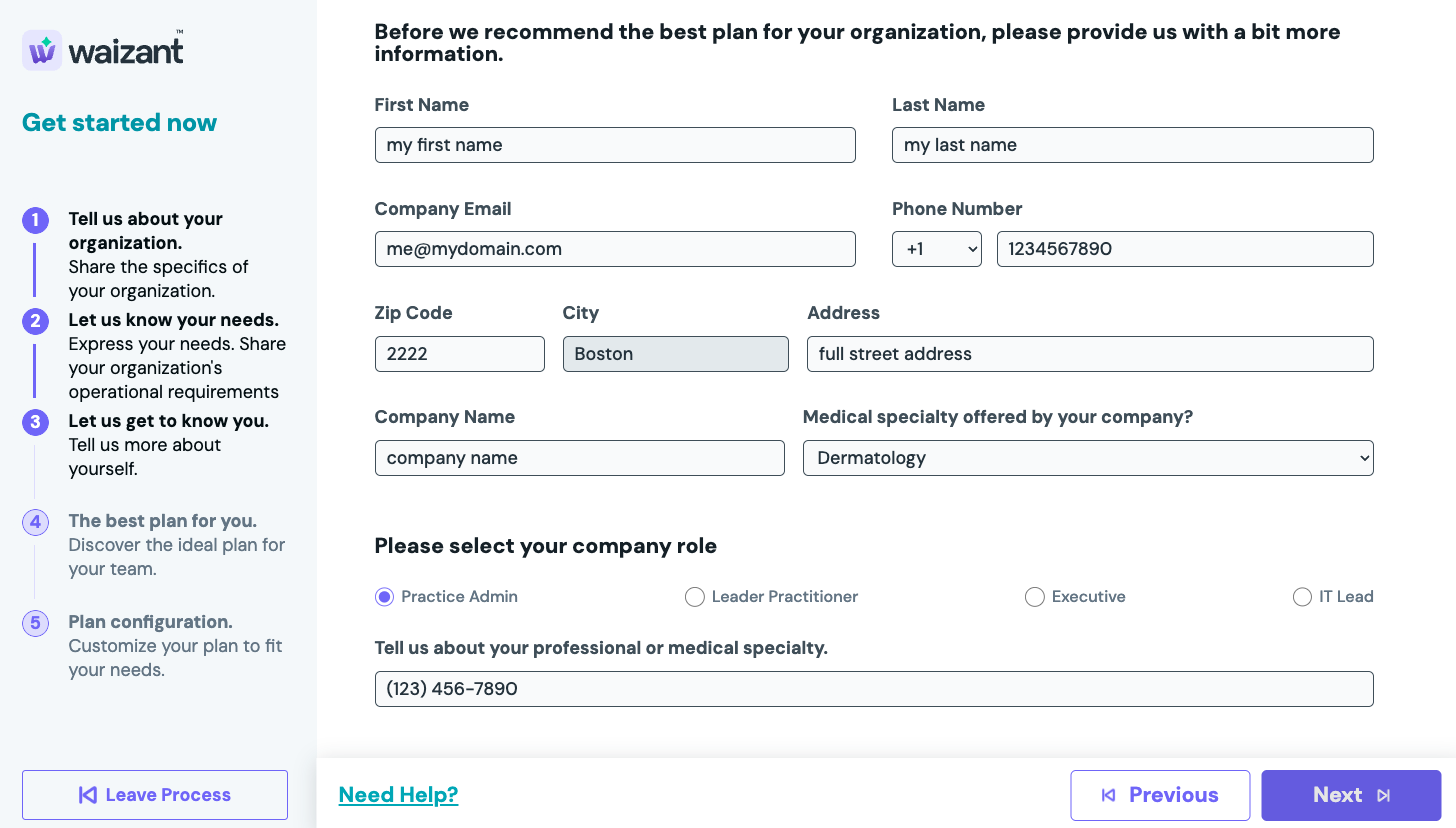 waizant™
Get started now
1
Tell us about your
organization.
Share the specifics of
your organization.
2
Let us know your needs.
Express your needs. Share
your organization's
operational requirements
3
Let us get to know you.
Tell us more about
yourself.
4
The best plan for you.
Discover the ideal plan for
your team.
5
Plan configuration.
Customize your plan to fit
your needs.
Leave Process
Before we recommend the best plan for your organization, please provide us with a bit more
information.
First Name Last Name
my first name my last name
Company Email Phone Number
me@mydomain.com +1 1234567890
Zip Code City Address
2222 Boston full street address
Company Name Medical specialty offered by your company?
company name Dermatology
Please select your company role
Practice Admin Leader Practitioner Executive IT Lead
Tell us about your professional or medical specialty.
(123) 456-7890
Need Help? Previous Next